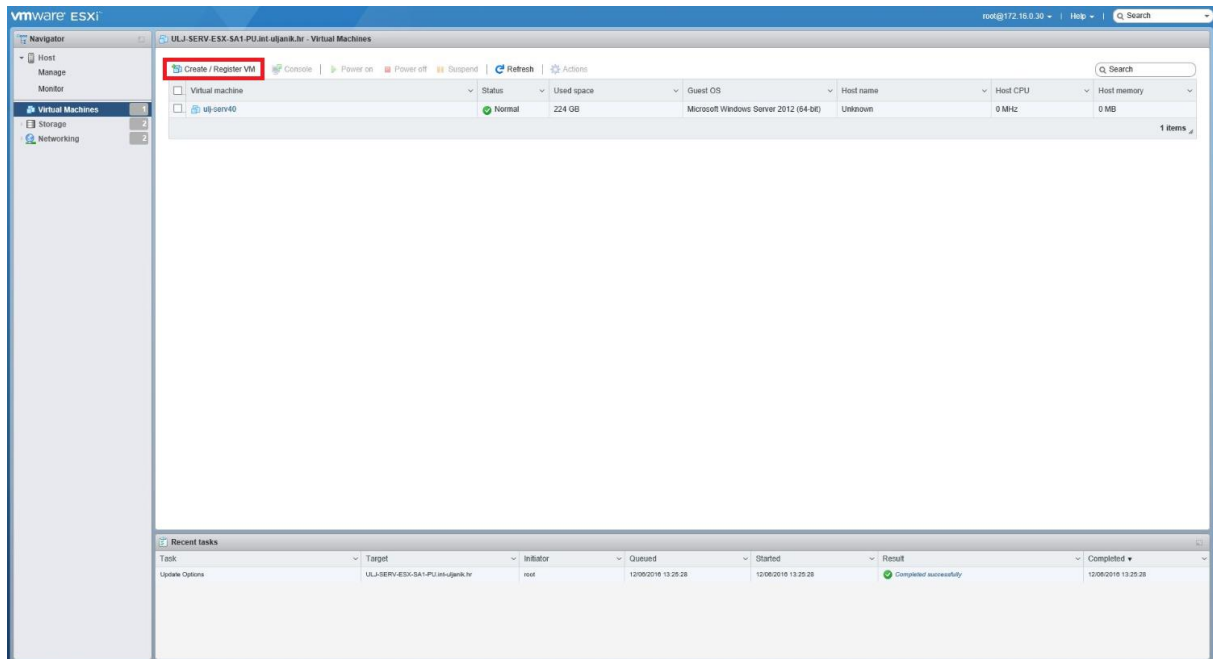 vmware ESXi™
root@172.16.0.30 | Help | Search
Navigator
ULJ-SERV-ESX-SA1-PU.int-uljanik.hr - Virtual Machines
Host
Manage
Monitor
Virtual Machines 1
Storage 2
Networking 2
Create / Register VM | Console | Power on Power off Suspend | Refresh | Actions
Search
Virtual machine Status Used space Guest OS Host name Host CPU Host memory
ulj-serv40 Normal 224 GB Microsoft Windows Server 2012 (64-bit) Unknown 0 MHz 0 MB
1 items
Recent tasks
Task Target Initiator Queued Started Result Completed
Update Options ULJ-SERV-ESX-SA1-PU.int-uljanik.hr root 12/06/2016 13:25:28 12/06/2016 13:25:28 Completed successfully 12/06/2016 13:25:28